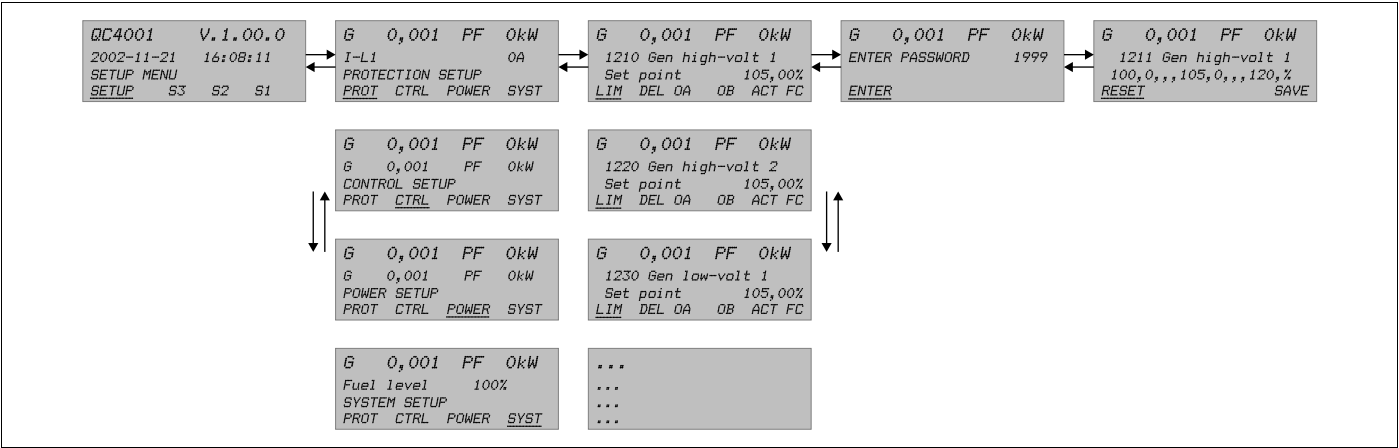 QC4001 V.1.00.0
2002-11-21 16:08:11
SETUP MENU
SETUP S3 S2 S1
G 0,001 PF 0kW
I-L1 0A
PROTECTION SETUP
PROT CTRL POWER SYST
G 0,001 PF 0kW
1210 Gen high-volt 1
Set point 105,00%
LIM DEL OA OB ACT FC
G 0,001 PF 0kW
ENTER PASSWORD 1999
ENTER
G 0,001 PF 0kW
1211 Gen high-volt 1
100,0,,,105,0,,,120,%
RESET SAVE
G 0,001 PF 0kW
G 0,001 PF 0kW
CONTROL SETUP
PROT CTRL POWER SYST
G 0,001 PF 0kW
1220 Gen high-volt 2
Set point 105,00%
LIM DEL OA OB ACT FC
G 0,001 PF 0kW
G 0,001 PF 0kW
POWER SETUP
PROT CTRL POWER SYST
G 0,001 PF 0kW
1230 Gen low-volt 1
Set point 105,00%
LIM DEL OA OB ACT FC
G 0,001 PF 0kW
Fuel level 100%
SYSTEM SETUP
PROT CTRL POWER SYST
...
...
...
...